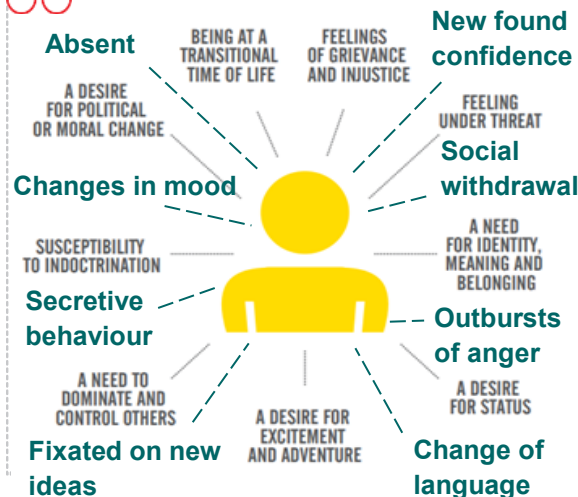 Absent
BEING AT A
TRANSITIONAL
TIME OF LIFE
FEELINGS
OF GRIEVANCE
AND INJUSTICE
New found
confidence
A DESIRE
FOR POLITICAL
OR MORAL CHANGE
FEELING
UNDER THREAT
Changes in mood
Social
withdrawal
SUSCEPTIBILITY
TO INDOCTRINATION
A NEED
FOR IDENTITY,
MEANING AND
BELONGING
Secretive
behaviour
Outbursts
of anger
A NEED TO
DOMINATE AND
CONTROL OTHERS
A DESIRE FOR
EXCITEMENT
AND ADVENTURE
A DESIRE
FOR STATUS
Fixated on new
ideas
Change of
language